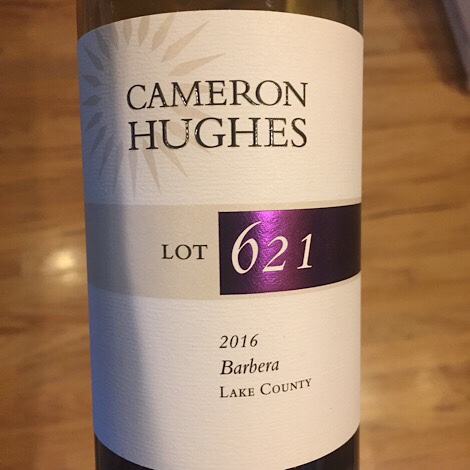 CAMERON
HUGHES
LOT 621
2016
Barbera
LAKE COUNTY